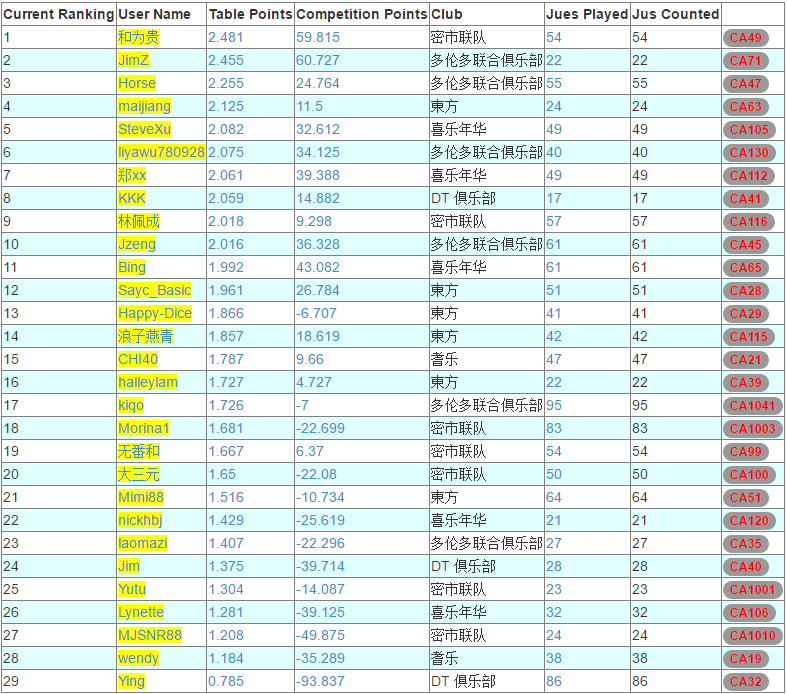 Current Ranking User Name Table Points Competition Points Club Jues Played Jus Counted
1 和为贵 2.481 59.815 密市联队 54 54 CA49
2 JimZ 2.455 60.727 多伦多联合俱乐部 22 22 CA71
3 Horse 2.255 24.764 多伦多联合俱乐部 55 55 CA47
4 maijiang 2.125 11.5 東方 24 24 CA63
5 SteveXu 2.082 32.612 喜乐年华 49 49 CA105
6 liyawu780928 2.075 34.125 多伦多联合俱乐部 40 40 CA130
7 郑xx 2.061 39.388 喜乐年华 49 49 CA112
8 KKK 2.059 14.882 DT 俱乐部 17 17 CA41
9 林佩成 2.018 9.298 密市联队 57 57 CA116
10 Jzeng 2.016 36.328 多伦多联合俱乐部 61 61 CA45
11 Bing 1.992 43.082 喜乐年华 61 61 CA65
12 Sayc_Basic 1.961 26.784 東方 51 51 CA28
13 Happy-Dice 1.866 -6.707 東方 41 41 CA29
14 浪子燕青 1.857 18.619 東方 42 42 CA115
15 CHI40 1.787 9.66 耆乐 47 47 CA21
16 halleylam 1.727 4.727 東方 22 22 CA39
17 kiqo 1.726 -7 多伦多联合俱乐部 95 95 CA1041
18 Morina1 1.681 -22.699 密市联队 83 83 CA1003
19 无番和 1.667 6.37 密市联队 54 54 CA99
20 大三元 1.65 -22.08 密市联队 50 50 CA100
21 Mimi88 1.516 -10.734 東方 64 64 CA51
22 nickhbj 1.429 -25.619 喜乐年华 21 21 CA120
23 laomazi 1.407 -22.296 多伦多联合俱乐部 27 27 CA35
24 Jim 1.375 -39.714 DT 俱乐部 28 28 CA40
25 Yutu 1.304 -14.087 密市联队 23 23 CA1001
26 Lynette 1.281 -39.125 喜乐年华 32 32 CA106
27 MJSNR88 1.208 -49.875 密市联队 24 24 CA1010
28 wendy 1.184 -35.289 耆乐 38 38 CA19
29 Ying 0.785 -93.837 DT 俱乐部 86 86 CA32